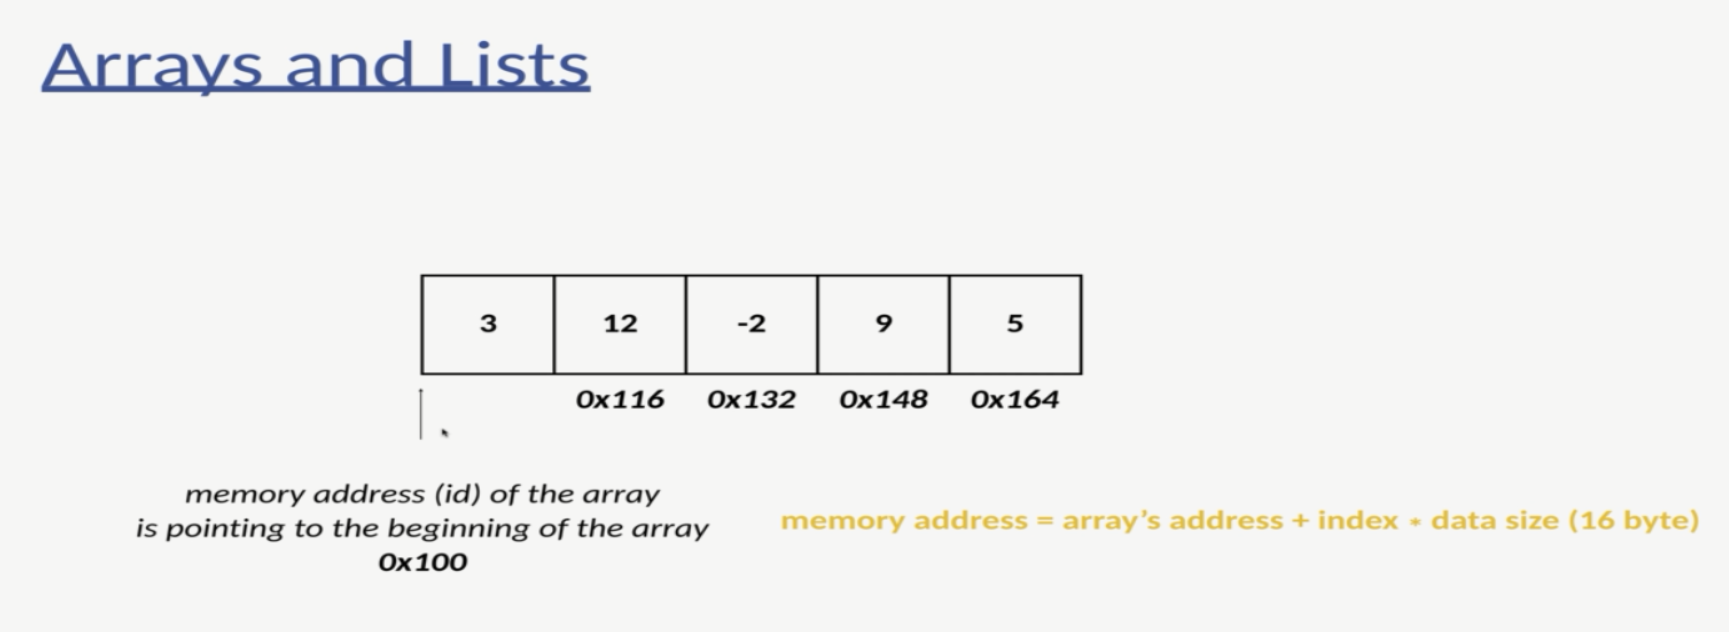 Arrays and Lists
3 12 -2 9 5
0x116 0x132 0x148 0x164
memory address (id) of the array
is pointing to the beginning of the array
0x100
memory address = array’s address + index * data size (16 byte)